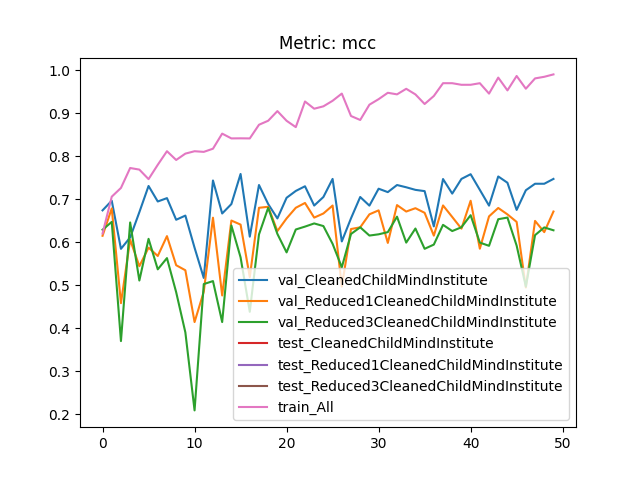 Metric: mcc
1.0
0.9
0.8
0.7
0.6
0.5
0.4
0.3
0.2
0
10
20
30
40
50
val_CleanedChildMindInstitute
val_Reduced1CleanedChildMindInstitute
val_Reduced3CleanedChildMindInstitute
test_CleanedChildMindInstitute
test_Reduced1CleanedChildMindInstitute
test_Reduced3CleanedChildMindInstitute
train_All